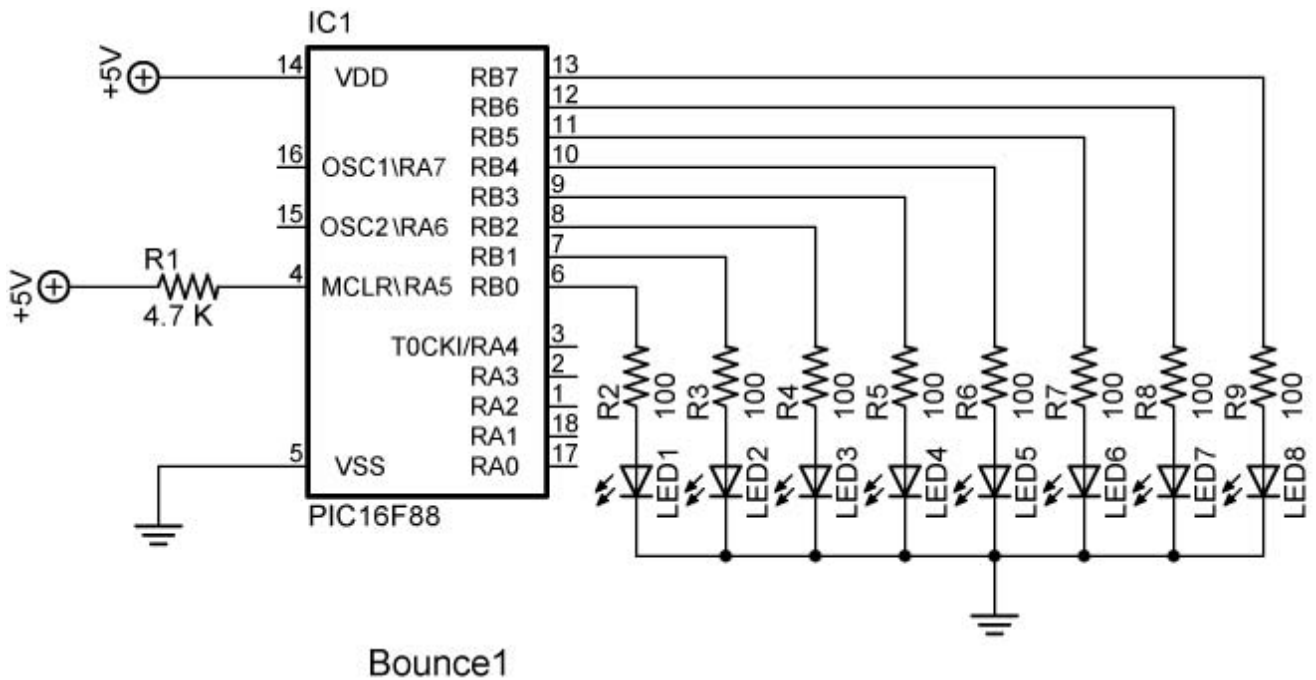 IC1
+5V
14
VDD
RB7
13
RB6
12
RB5
11
16
OSC1\RA7
RB4
10
RB3
9
15
OSC2\RA6
RB2
8
RB1
7
+5V
R1
4.7 K
4
MCLR\RA5
RB0
6
T0CKI/RA4
3
RA3
2
RA2
1
RA1
18
RA0
17
5
VSS
PIC16F88
R2
100
R3
100
R4
100
R5
100
R6
100
R7
100
R8
100
R9
100
LED1
LED2
LED3
LED4
LED5
LED6
LED7
LED8
Bounce1